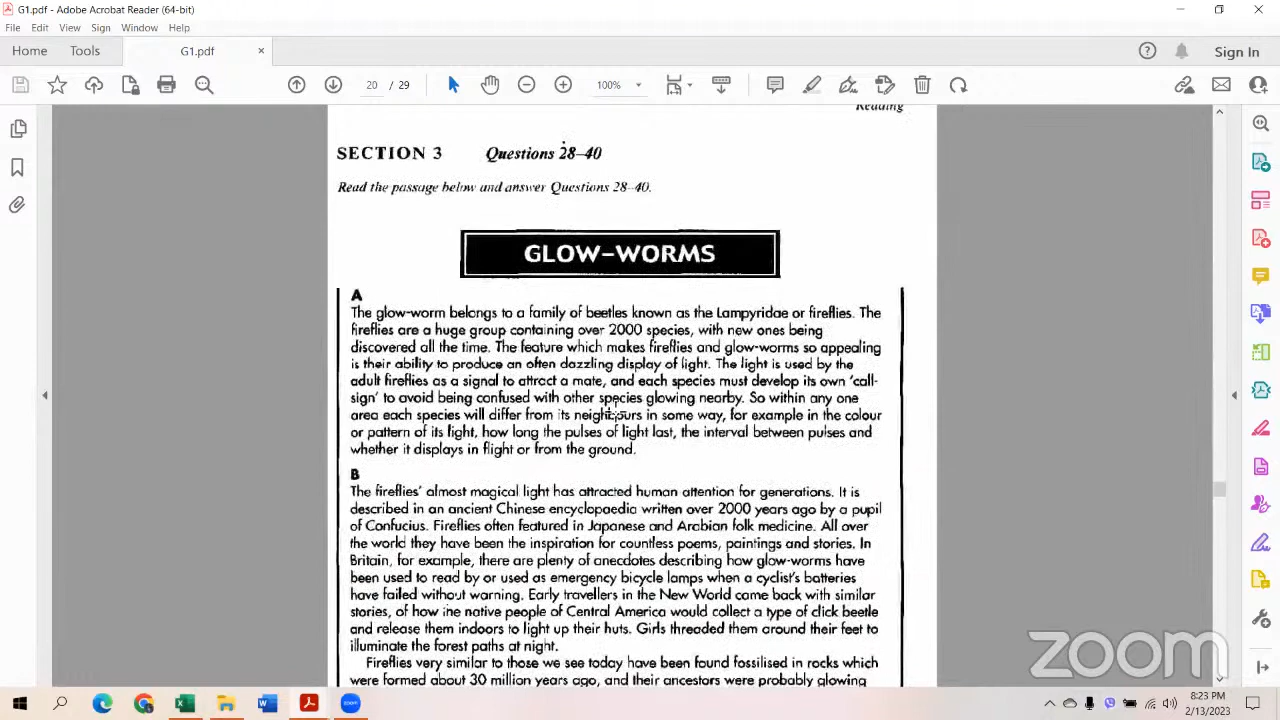 G1.pdf - Adobe Acrobat Reader (64-bit)
File Edit View Sign Window Help
Home Tools G1.pdf × Sign In
20 / 29 100%
Reading
SECTION 3 Questions 28–40
Read the passage below and answer Questions 28–40.
GLOW-WORMS
A
The glow-worm belongs to a family of beetles known as the Lampyridae or fireflies. The
fireflies are a huge group containing over 2000 species, with new ones being
discovered all the time. The feature which makes fireflies and glow-worms so appealing
is their ability to produce an often dazzling display of light. The light is used by the
adult fireflies as a signal to attract a mate, and each species must develop its own ‘call-
sign’ to avoid being confused with other species glowing nearby. So within any one
area each species will differ from its neighbours in some way, for example in the colour
or pattern of its light, how long the pulses of light last, the interval between pulses and
whether it displays in flight or from the ground.
B
The fireflies’ almost magical light has attracted human attention for generations. It is
described in an ancient Chinese encyclopaedia written over 2000 years ago by a pupil
of Confucius. Fireflies often featured in Japanese and Arabian folk medicine. All over
the world they have been the inspiration for countless poems, paintings and stories. In
Britain, for example, there are plenty of anecdotes describing how glow-worms have
been used to read by or used as emergency bicycle lamps when a cyclist’s batteries
have failed without warning. Early travellers in the New World came back with similar
stories, of how the native people of Central America would collect a type of click beetle
and release them indoors to light up their huts. Girls threaded them around their feet to
illuminate the forest paths at night.
Fireflies very similar to those we see today have been found fossilised in rocks which
were formed about 30 million years ago, and their ancestors were probably glowing
zoom
8:23 PM
2/13/2023